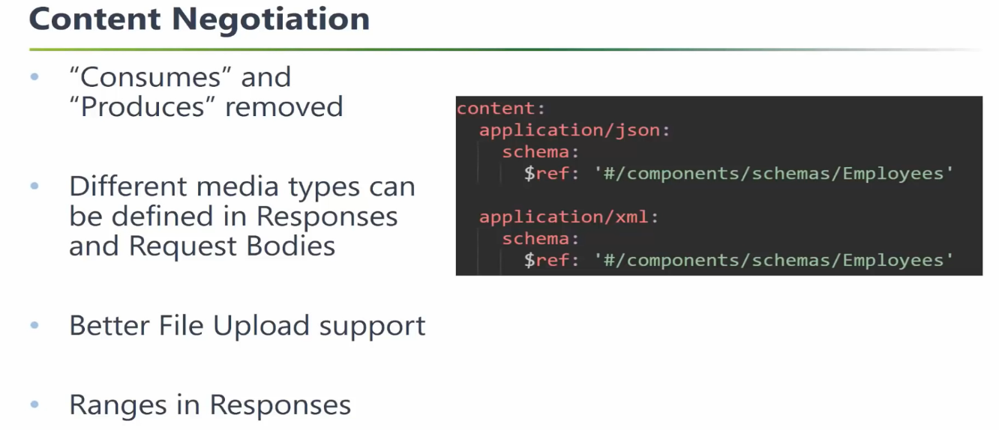 Content Negotiation
• “Consumes” and
“Produces” removed
• Different media types can
be defined in Responses
and Request Bodies
• Better File Upload support
• Ranges in Responses
content:
application/json:
schema:
$ref: '#/components/schemas/Employees'
application/xml:
schema:
$ref: '#/components/schemas/Employees'